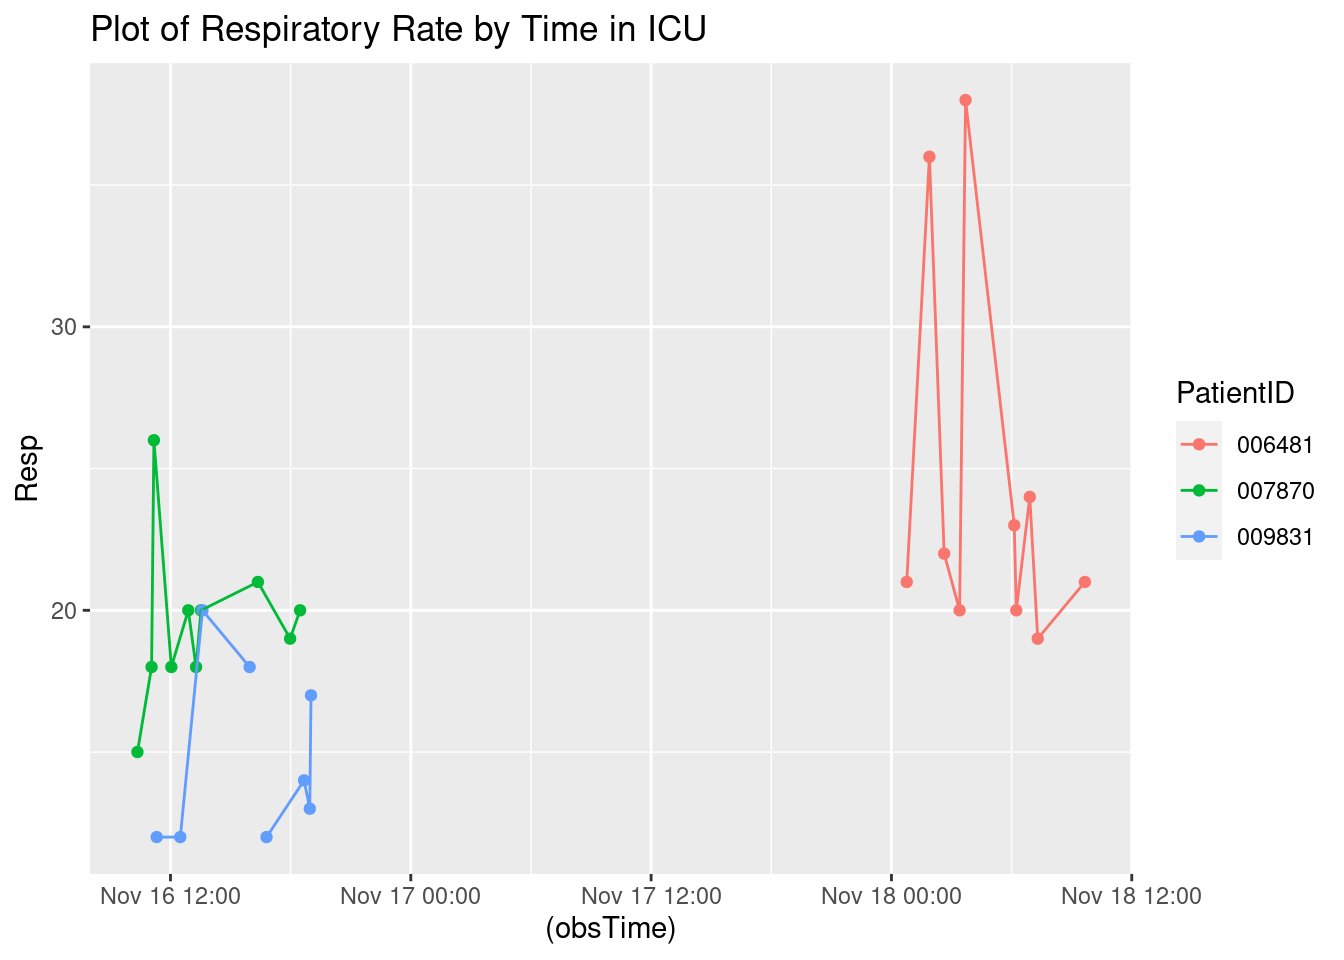 Plot of Respiratory Rate by Time in ICU
Resp
30
20
Nov 16 12:00 Nov 17 00:00 Nov 17 12:00 Nov 18 00:00 Nov 18 12:00
(obsTime)
PatientID
006481
007870
009831